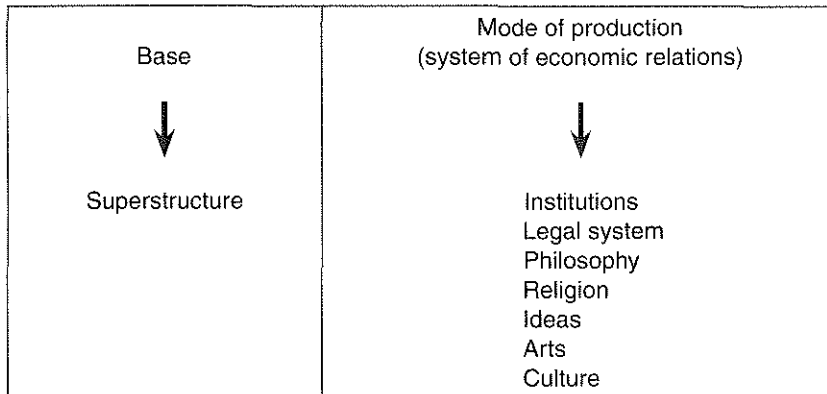 Base
Superstructure
Mode of production
(system of economic relations)
Institutions
Legal system
Philosophy
Religion
Ideas
Arts
Culture